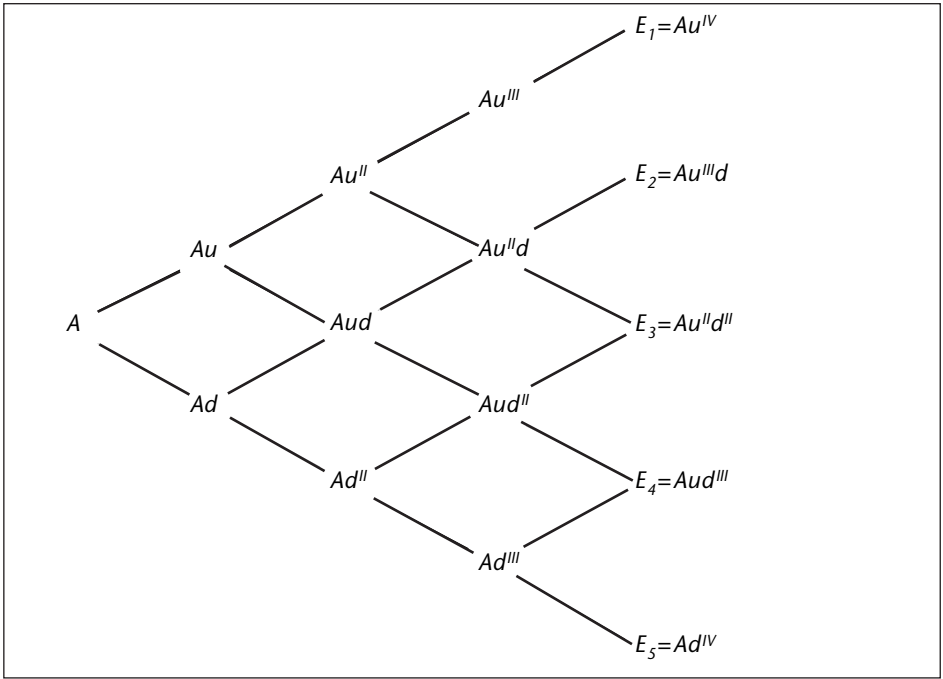 E₁=Auᴵⱽ
Auᴵᴵᴵ
Auᴵᴵ
E₂=Auᴵᴵᴵd
Au
Auᴵᴵd
A
Aud
E₃=Auᴵᴵdᴵᴵ
Ad
Audᴵᴵ
Adᴵᴵ
E₄=Audᴵᴵᴵ
Adᴵᴵᴵ
E₅=Adᴵⱽ